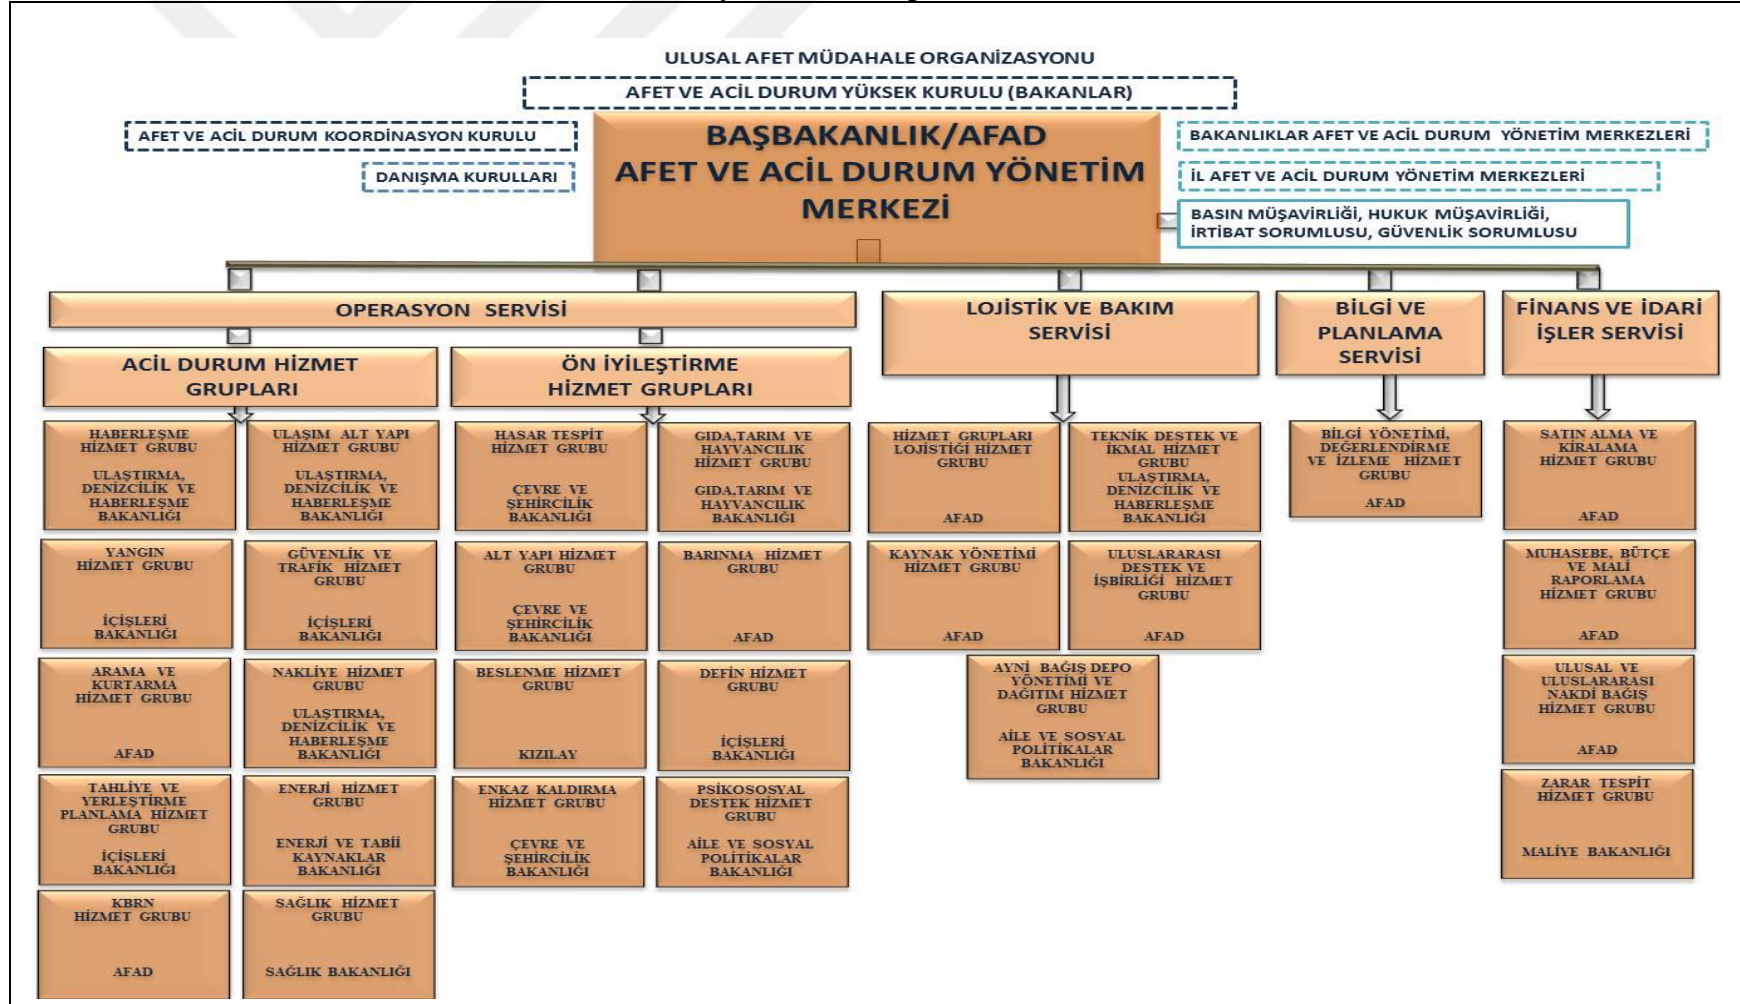 ULUSAL AFET MÜDAHALE ORGANİZASYONU
AFET VE ACİL DURUM YÜKSEK KURULU (BAKANLAR)
AFET VE ACİL DURUM KOORDİNASYON KURULU
DANIŞMA KURULLARI
BAŞBAKANLIK/AFAD
AFET VE ACİL DURUM YÖNETİM
MERKEZİ
BAKANLIKLAR AFET VE ACİL DURUM YÖNETİM MERKEZLERİ
İL AFET VE ACİL DURUM YÖNETİM MERKEZLERİ
BASIN MÜŞAVİRLİĞİ, HUKUK MÜŞAVİRLİĞİ,
İRTİBAT SORUMLUSU, GÜVENLİK SORUMLUSU
OPERASYON SERVİSİ
ACİL DURUM HİZMET
GRUPLARI
HABERLEŞME
HİZMET GRUBU
ULAŞTIRMA,
DENİZCİLİK VE
HABERLEŞME
BAKANLIĞI
ULAŞIM ALT YAPI
HİZMET GRUBU
ULAŞTIRMA,
DENİZCİLİK VE
HABERLEŞME
BAKANLIĞI
YANGIN
HİZMET GRUBU
İÇİŞLERİ
BAKANLIĞI
GÜVENLİK VE
TRAFİK HİZMET
GRUBU
İÇİŞLERİ
BAKANLIĞI
ARAMA VE
KURTARMA
HİZMET GRUBU
AFAD
NAKLİYE HİZMET
GRUBU
ULAŞTIRMA,
DENİZCİLİK VE
HABERLEŞME
BAKANLIĞI
TAHLİYE VE
YERLEŞTİRME
PLANLAMA HİZMET
GRUBU
İÇİŞLERİ
BAKANLIĞI
ENERJİ HİZMET
GRUBU
ENERJİ VE TABİİ
KAYNAKLAR
BAKANLIĞI
KBRN
HİZMET GRUBU
AFAD
SAĞLIK HİZMET
GRUBU
SAĞLIK BAKANLIĞI
ÖN İYİLEŞTİRME
HİZMET GRUPLARI
HASAR TESPİT
HİZMET GRUBU
ÇEVRE VE
ŞEHİRCİLİK
BAKANLIĞI
GIDA,TARIM VE
HAYVANCILIK
HİZMET GRUBU
GIDA,TARIM VE
HAYVANCILIK
BAKANLIĞI
ALT YAPI HİZMET
GRUBU
ÇEVRE VE
ŞEHİRCİLİK
BAKANLIĞI
BARINMA HİZMET
GRUBU
AFAD
BESLENME HİZMET
GRUBU
KIZILAY
DEFİN HİZMET
GRUBU
İÇİŞLERİ
BAKANLIĞI
ENKAZ KALDIRMA
HİZMET GRUBU
ÇEVRE VE
ŞEHİRCİLİK
BAKANLIĞI
PSİKOSOSYAL
DESTEK HİZMET
GRUBU
AİLE VE SOSYAL
POLİTİKALAR
BAKANLIĞI
LOJİSTİK VE BAKIM
SERVİSİ
HİZMET GRUPLARI
LOJİSTİĞİ HİZMET
GRUBU
AFAD
TEKNİK DESTEK VE
İKMAL HİZMET
GRUBU
ULAŞTIRMA,
DENİZCİLİK VE
HABERLEŞME
BAKANLIĞI
KAYNAK YÖNETİMİ
HİZMET GRUBU
AFAD
ULUSLARARASI
DESTEK VE
İŞBİRLİĞİ HİZMET
GRUBU
AFAD
AYNİ BAĞIŞ DEPO
YÖNETİMİ VE
DAĞITIM HİZMET
GRUBU
AİLE VE SOSYAL
POLİTİKALAR
BAKANLIĞI
BİLGİ VE
PLANLAMA
SERVİSİ
BİLGİ YÖNETİMİ,
DEĞERLENDİRME
VE İZLEME HİZMET
GRUBU
AFAD
FİNANS VE İDARİ
İŞLER SERVİSİ
SATIN ALMA VE
KİRALAMA
HİZMET GRUBU
AFAD
MUHASEBE, BÜTÇE
VE MALİ
RAPORLAMA
HİZMET GRUBU
AFAD
ULUSAL VE
ULUSLARARASI
NAKDİ BAĞIŞ
HİZMET GRUBU
AFAD
ZARAR TESPİT
HİZMET GRUBU
MALİYE BAKANLIĞI